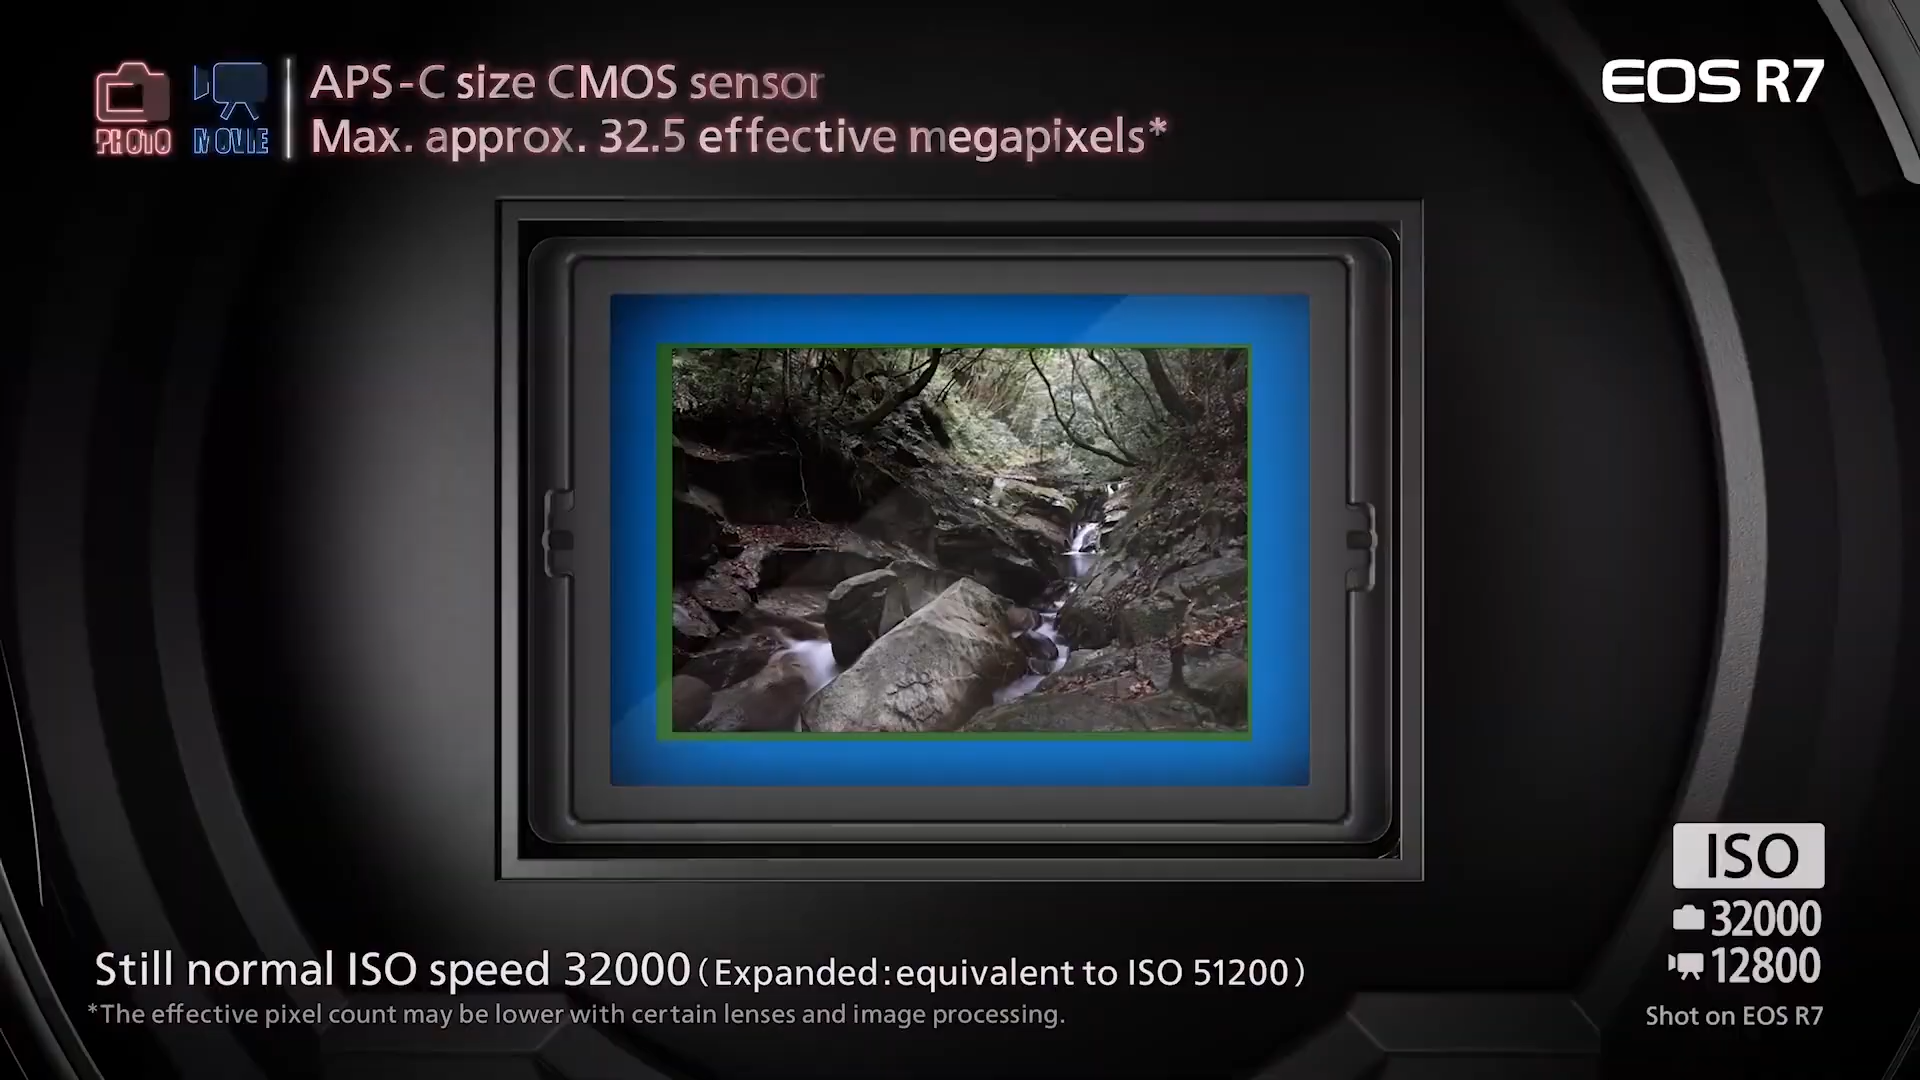 APS-C size CMOS sensor
EOS R7
PHOTO
MOVIE
Max. approx. 32.5 effective megapixels*
ISO
32000
12800
Still normal ISO speed 32000 (Expanded:equivalent to ISO 51200)
*The effective pixel count may be lower with certain lenses and image processing.
Shot on EOS R7